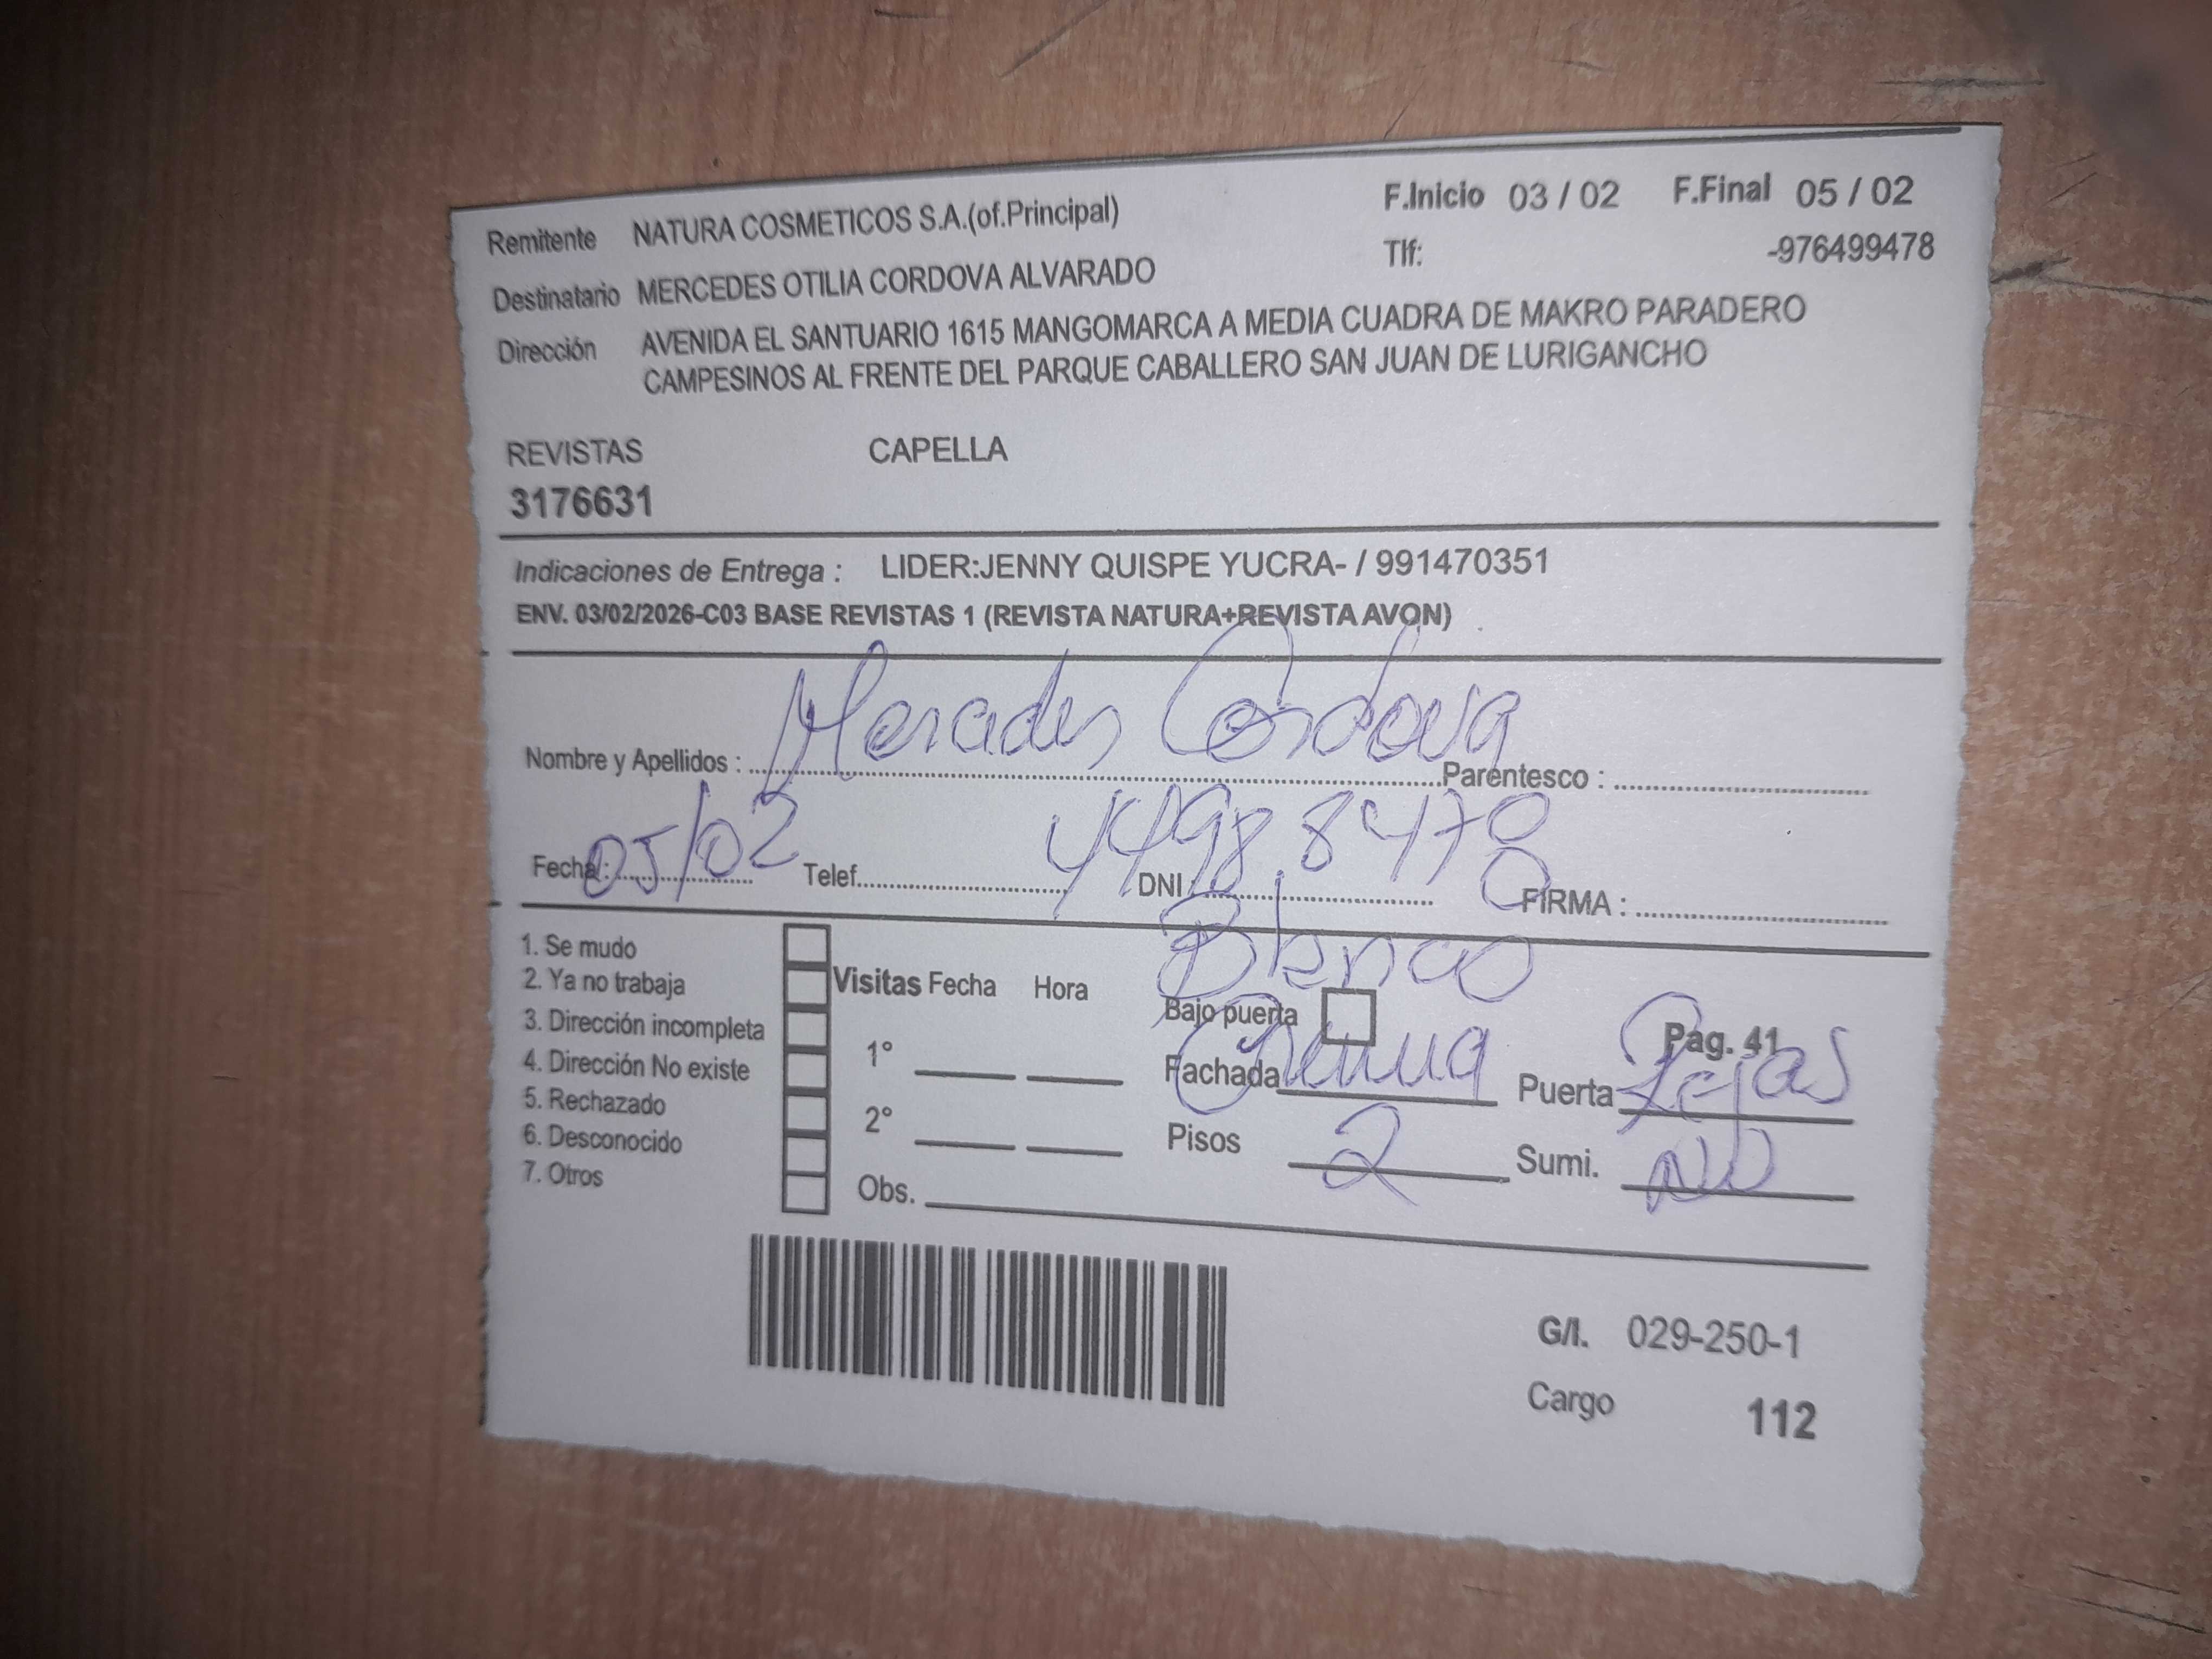 Remitente NATURA COSMETICOS S.A.(of.Principal) F.Inicio 03 / 02 F.Final 05 / 02
Destinatario MERCEDES OTILIA CORDOVA ALVARADO Tlf: -976499478
Dirección AVENIDA EL SANTUARIO 1615 MANGOMARCA A MEDIA CUADRA DE MAKRO PARADERO
CAMPESINOS AL FRENTE DEL PARQUE CABALLERO SAN JUAN DE LURIGANCHO
REVISTAS CAPELLA
3176631
Indicaciones de Entrega : LIDER:JENNY QUISPE YUCRA- / 991470351
ENV. 03/02/2026-C03 BASE REVISTAS 1 (REVISTA NATURA+REVISTA AVON)
Nombre y Apellidos : Mercedes Cordova Parentesco :
Fecha : 05/02 Telef. DNI : 44988478 FIRMA :
Blanco
1. Se mudo
2. Ya no trabaja Visitas Fecha Hora Bajo puerta
3. Dirección incompleta Pag. 41
4. Dirección No existe 1° Fachada Crema Puerta Rejas
5. Rechazado
6. Desconocido 2° Pisos 2 Sumi. NO
7. Otros Obs.
G/I. 029-250-1
Cargo 112